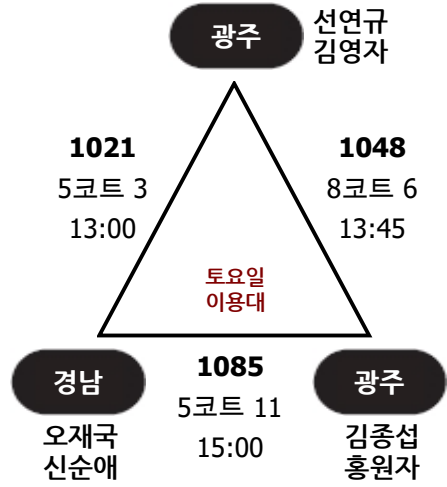 광주
선연규
김영자
1021
5코트 3
13:00
1048
8코트 6
13:45
토요일
이용대
경남
오재국
신순애
1085
5코트 11
15:00
광주
김종섭
홍원자